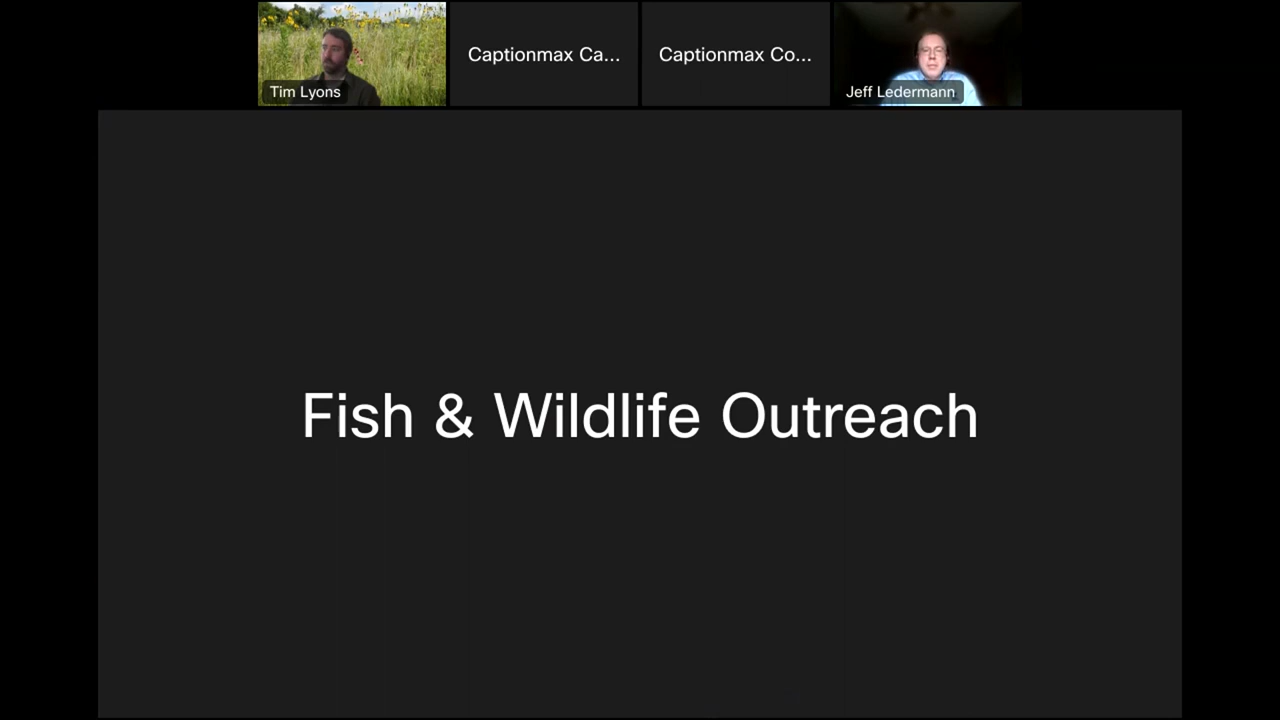 Tim Lyons
Captionmax Ca...
Captionmax Co...
Jeff Ledermann
Fish & Wildlife Outreach